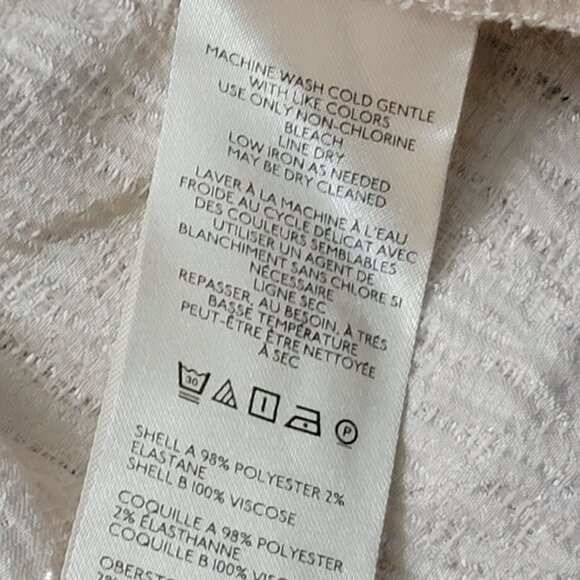 MACHINE WASH COLD GENTLE
WITH LIKE COLORS
USE ONLY NON-CHLORINE
BLEACH
LINE DRY
LOW IRON AS NEEDED
MAY BE DRY CLEANED
LAVER À LA MACHINE À L'EAU
FROIDE AU CYCLE DÉLICAT AVEC
DES COULEURS SEMBLABLES
UTILISER UN AGENT DE
BLANCHIMENT SANS CHLORE SI
NÉCESSAIRE
LIGNE SEC
REPASSER, AU BESOIN, À TRÈS
BASSE TEMPÉRATURE
PEUT-ÊTRE ÊTRE NETTOYÉE
À SEC
30
P
SHELL A 98% POLYESTER 2%
ELASTANE
SHELL B 100% VISCOSE
COQUILLE A 98% POLYESTER
2% ÉLASTHANNE
COQUILLE B 100% VISCOSE